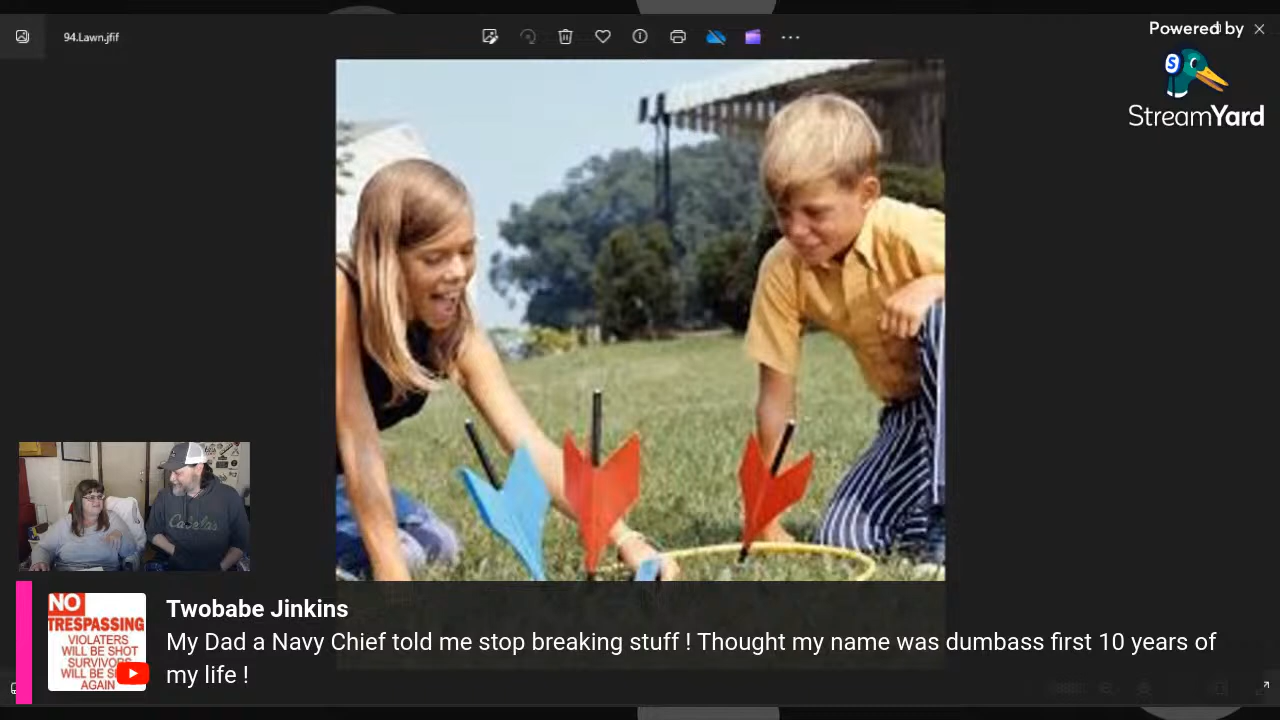 94.Lawn.jfif
Powered by
S
StreamYard
Cabela's
NO
TRESPASSING
VIOLATERS
WILL BE SHOT
SURVIVORS
WILL BE
AGAIN
Twobabe Jinkins
My Dad a Navy Chief told me stop breaking stuff ! Thought my name was dumbass first 10 years of
my life !